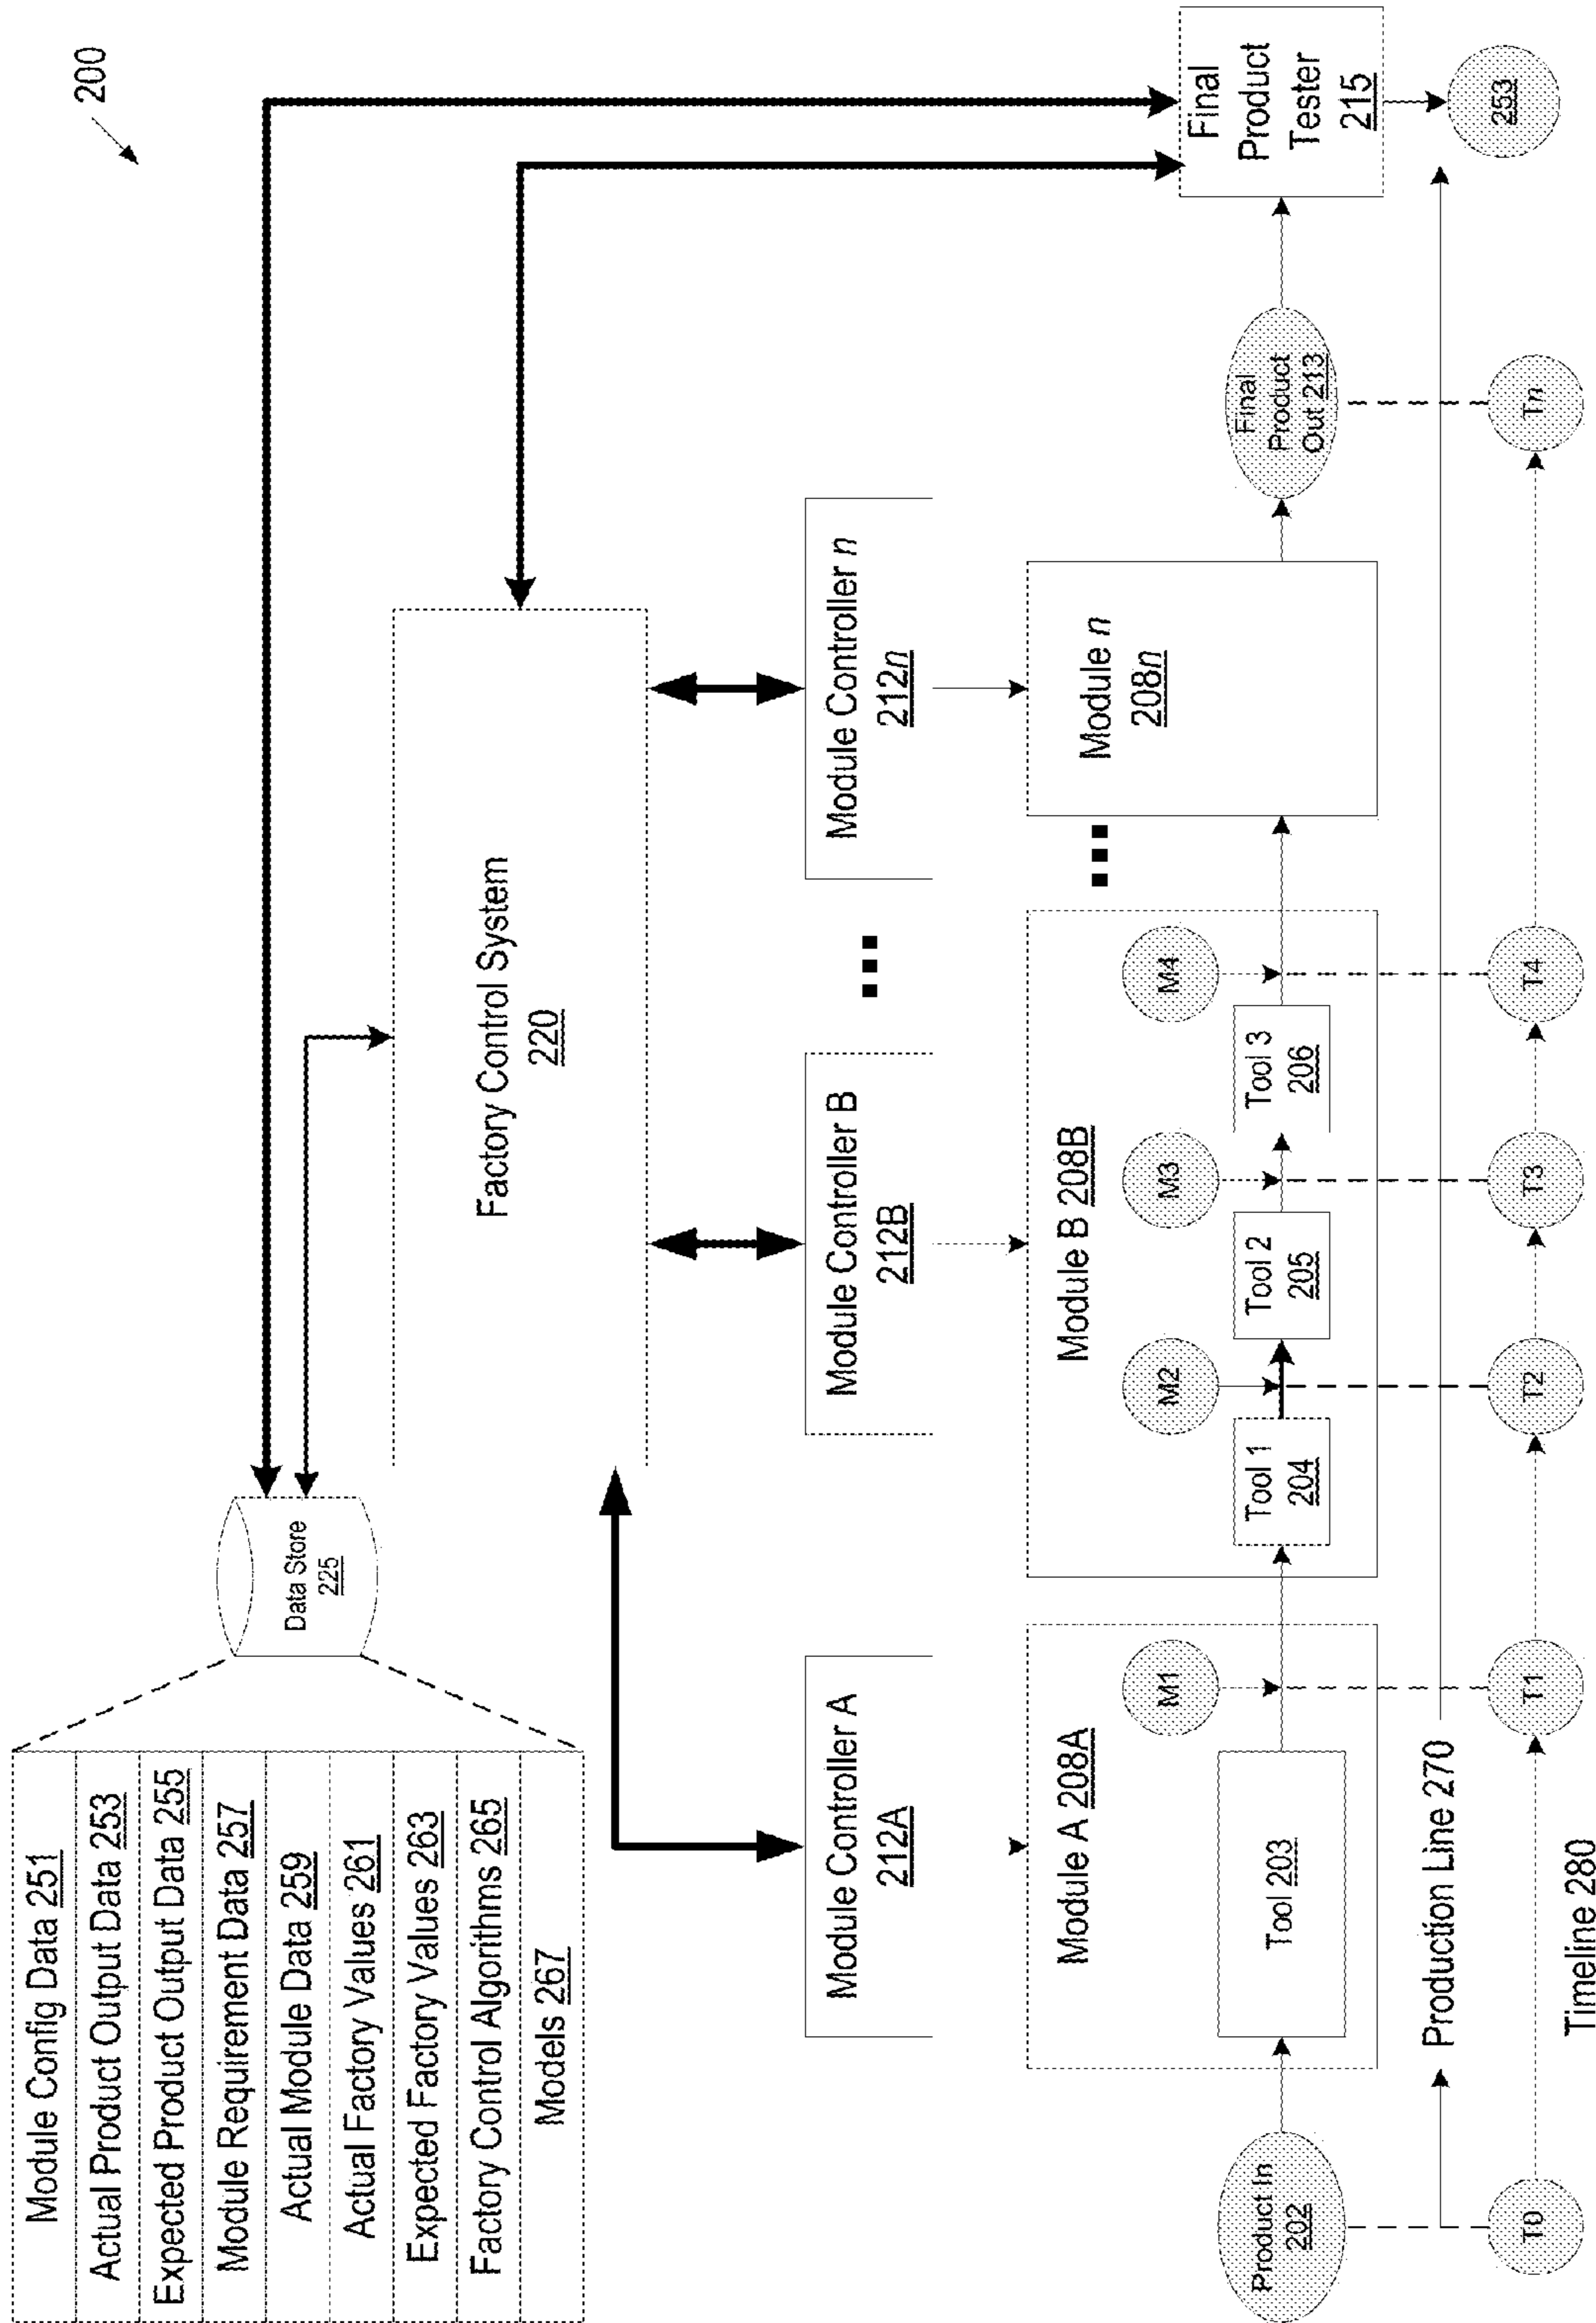 200
Module Config Data 251
Actual Product Output Data 253
Expected Product Output Data 255
Module Requirement Data 257
Actual Module Data 259
Actual Factory Values 261
Expected Factory Values 263
Factory Control Algorithms 265
Models 267
Data Store
225
Factory Control System
220
Module Controller A
212A
Module Controller B
212B
...
Module Controller n
212n
Module A 208A
M1
Tool 203
Module B 208B
M2
M3
M4
Tool 1
204
Tool 2
205
Tool 3
206
...
Module n
208n
Product In
202
Final
Product
Out 213
Final
Product
Tester
215
253
Production Line 270
T0
T1
T2
T3
T4
Tn
Timeline 280